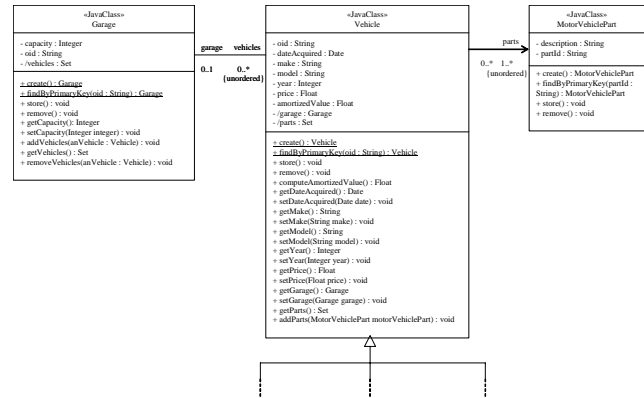 «JavaClass»
Garage
- capacity : Integer
- oid : String
- /vehicles : Set
+ create() : Garage
+ findByPrimaryKey(oid : String) : Garage
+ store() : void
+ remove() : void
+ getCapacity(): Integer
+ setCapacity(Integer integer) : void
+ addVehicles(anVehicle : Vehicle) : void
+ getVehicles() : Set
+ removeVehicles(anVehicle : Vehicle) : void
garage vehicles
0..1 0..*
{unordered}
«JavaClass»
Vehicle
- oid : String
- dateAcquired : Date
- make : String
- model : String
- year : Integer
- price : Float
- amortizedValue : Float
- /garage : Garage
- /parts : Set
+ create() : Vehicle
+ findByPrimaryKey(oid : String) : Vehicle
+ store() : void
+ remove() : void
+ computeAmortizedValue() : Float
+ getDateAcquired() : Date
+ setDateAcquired(Date date) : void
+ getMake() : String
+ setMake(String make) : void
+ getModel() : String
+ setModel(String model) : void
+ getYear() : Integer
+ setYear(Integer year) : void
+ getPrice() : Float
+ setPrice(Float price) : void
+ getGarage() : Garage
+ setGarage(Garage garage) : void
+ getParts() : Set
+ addParts(MotorVehiclePart motorVehiclePart) : void
parts
0..* 1..*
{unordered}
«JavaClass»
MotorVehiclePart
- description : String
- partId : String
+ create() : MotorVehiclePart
+ findByPrimaryKey(partId :
String) : MotorVehiclePart
+ store() : void
+ remove() : void